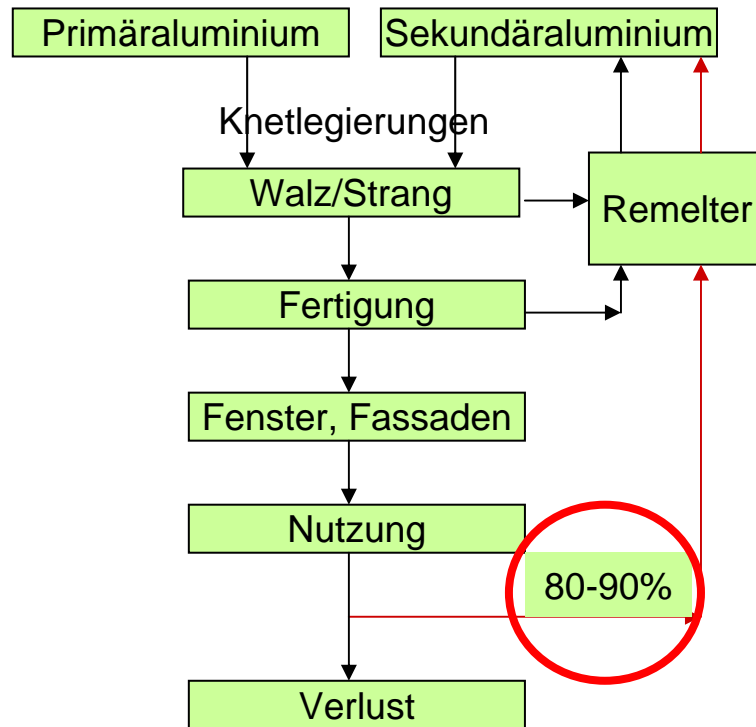 Primäraluminium
Sekundäraluminium
Knetlegierungen
Walz/Strang
Remelter
Fertigung
Fenster, Fassaden
Nutzung
80-90%
Verlust